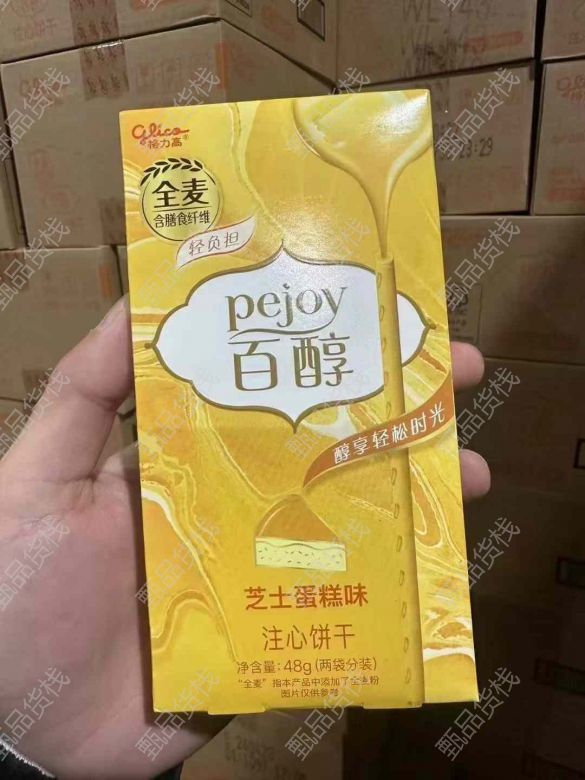 glico
格力高®
全麦
含膳食纤维
轻负担
pejoy
百醇
醇享轻松时光
芝士蛋糕味
注心饼干
净含量:48g(两袋分装)
“全麦”指本产品中添加了全麦粉
图片仅供参考
甄品货栈